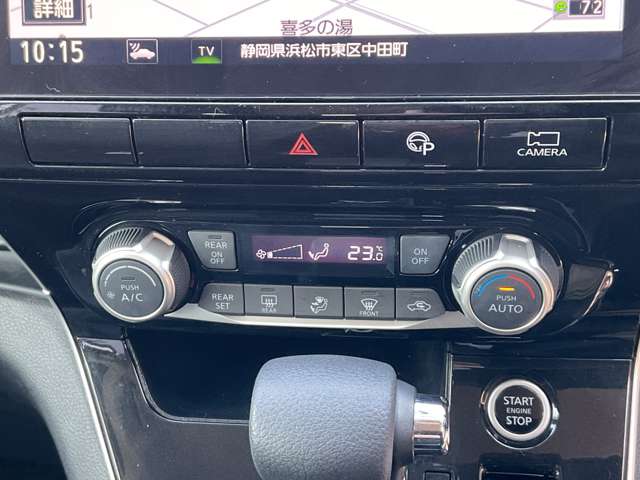 詳細
1
喜多の湯
72
10:15
TV
静岡県浜松市東区中田町
P
CAMERA
REAR
ON
OFF
23.0
°C
ON
OFF
PUSH
A/C
PUSH
AUTO
REAR
SET
REAR
FRONT
START
ENGINE
STOP